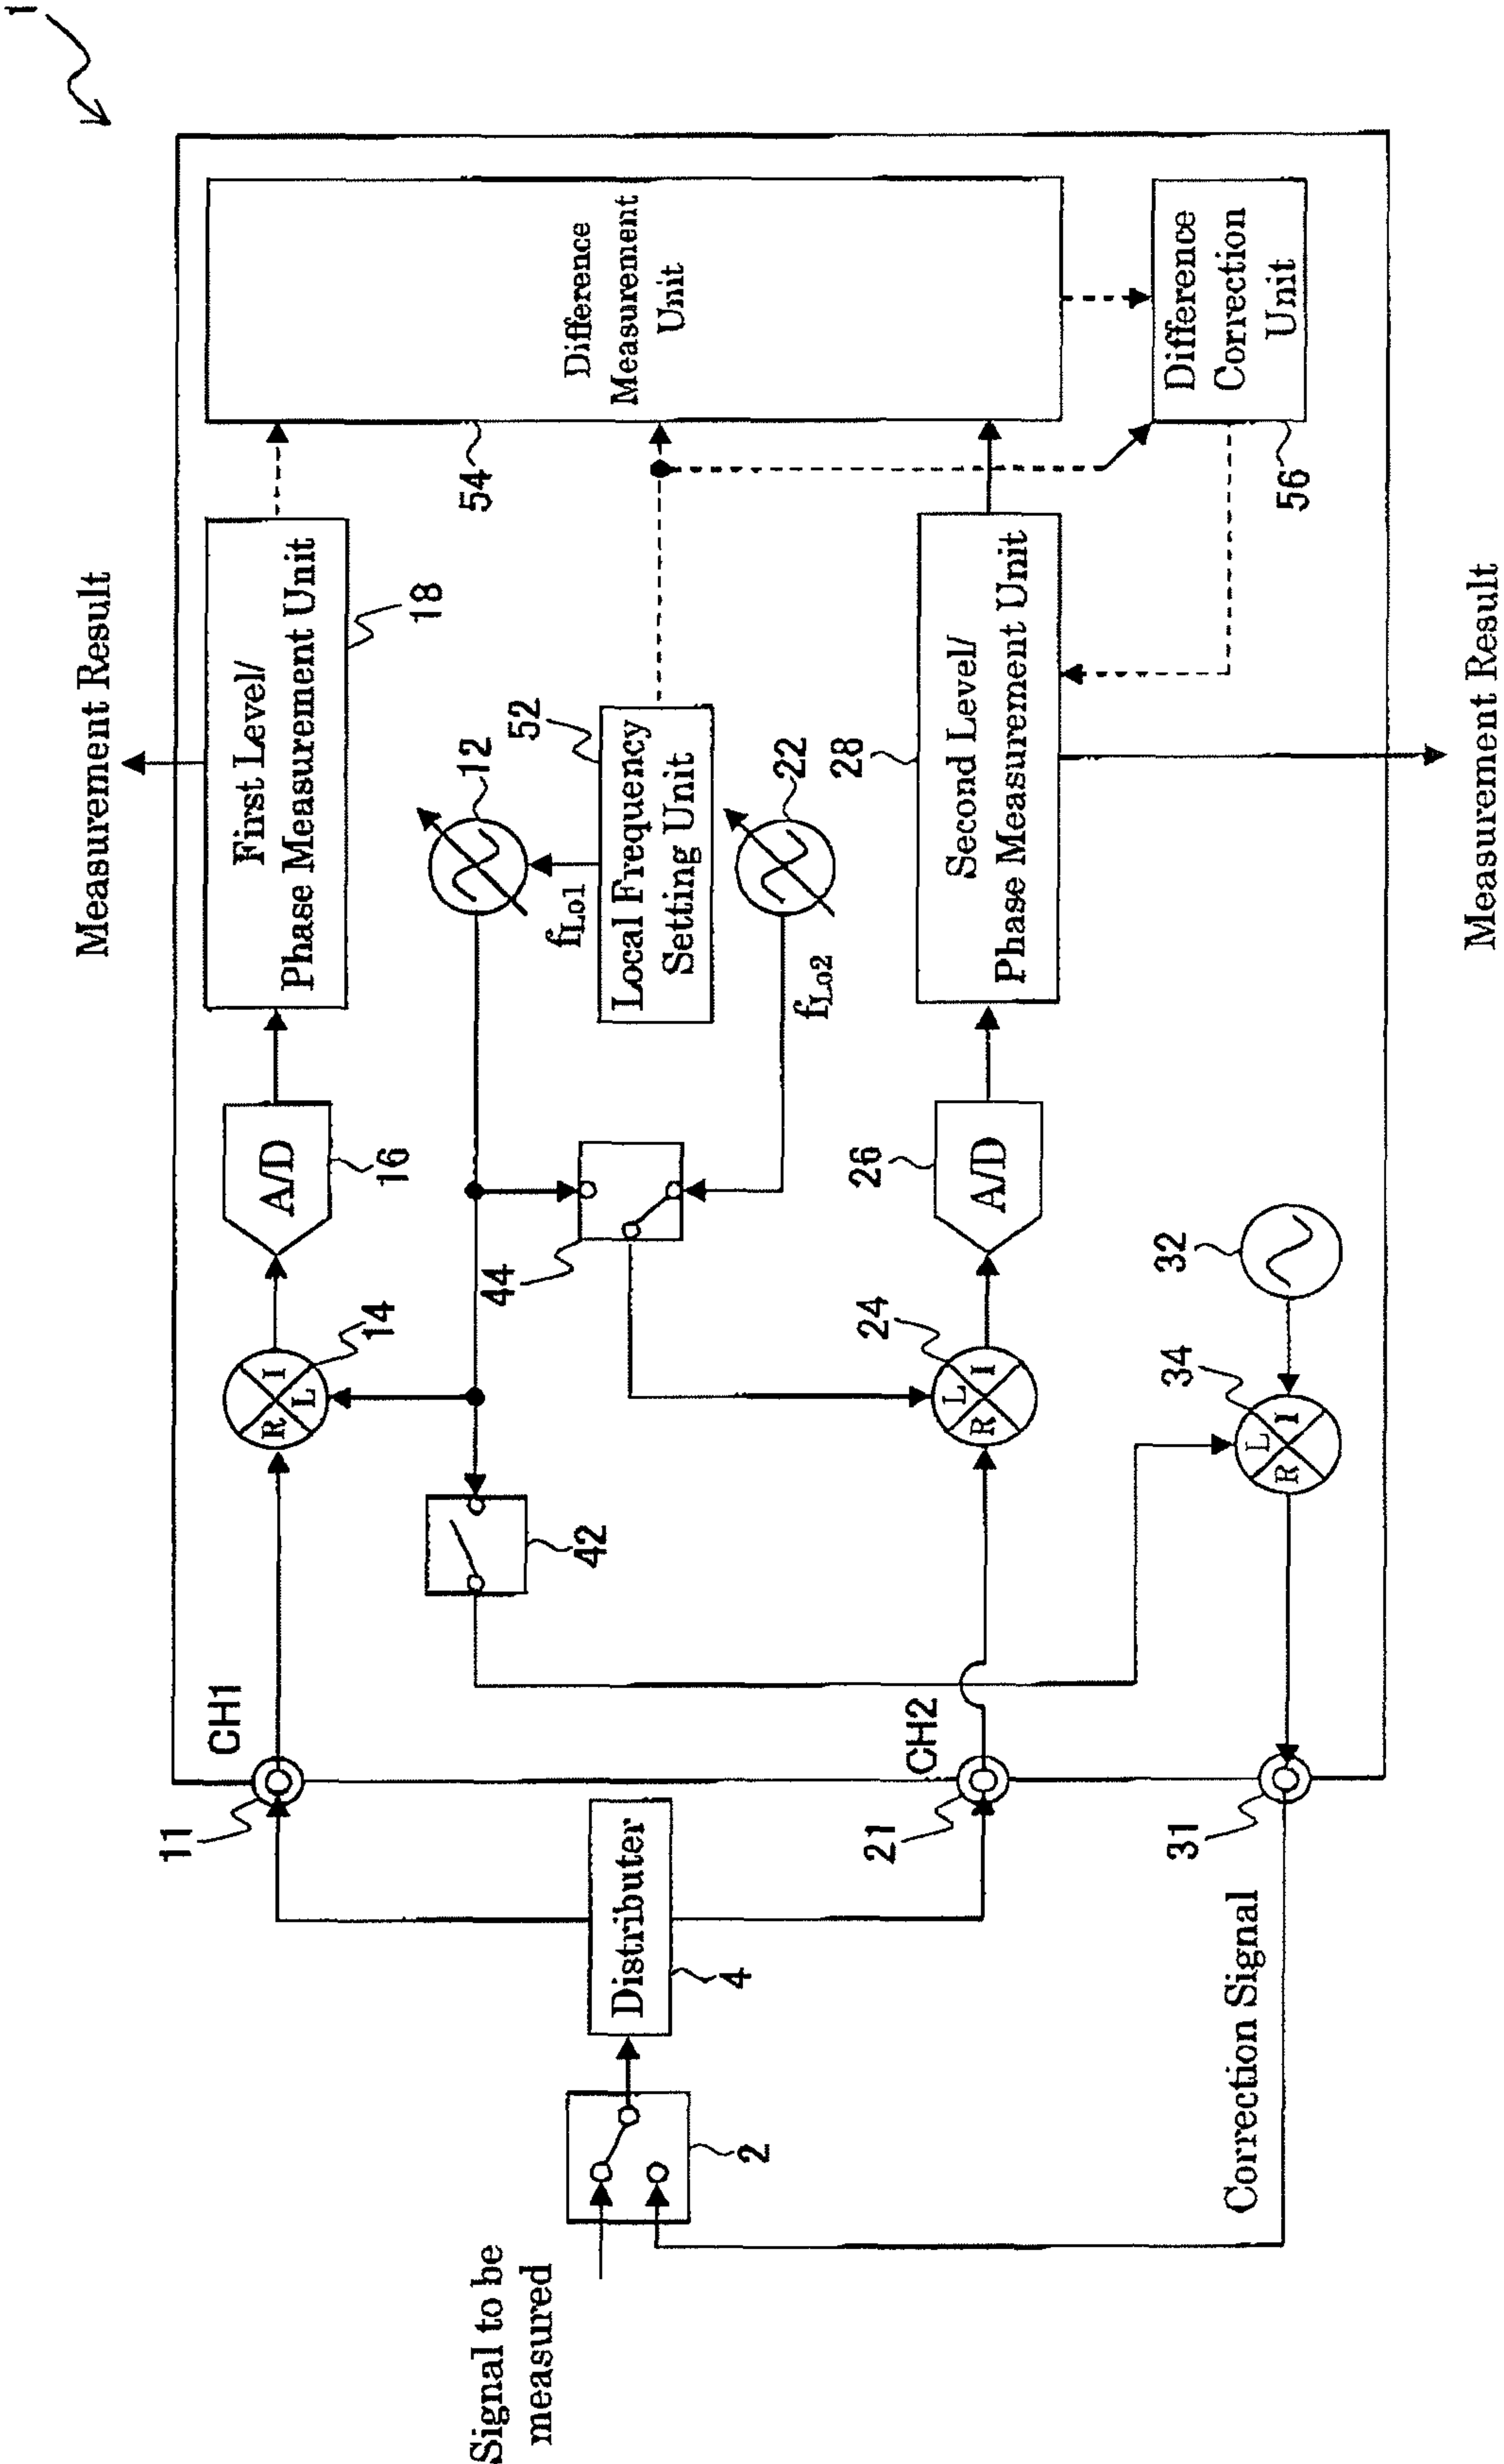 1
Measurement Result
First Level/
Phase Measurement Unit
18
A/D
16
R
I
L
14
CH1
11
Difference
Measurement
Unit
54
12
fLo1
52
Local Frequency
Setting Unit
22
fLo2
44
42
Distributer
4
2
Signal to be
measured
28
Second Level/
Phase Measurement Unit
26
A/D
24
L
R
I
CH2
21
Difference
Correction
Unit
56
32
34
L
R
I
31
Correction Signal
Measurement Result